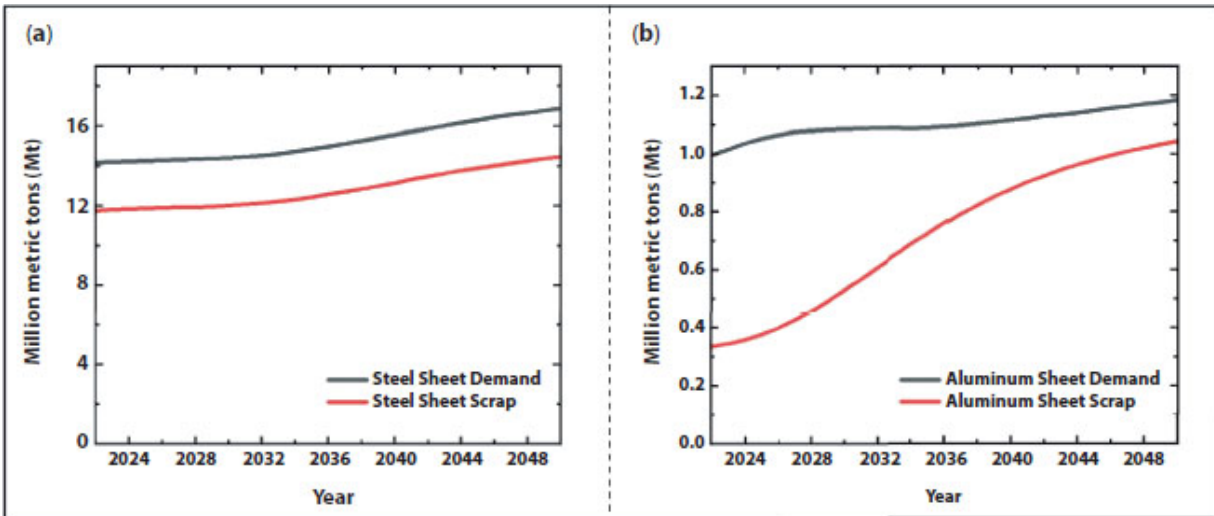 (a)
Million metric tons (Mt)
16
12
8
4
0
Steel Sheet Demand
Steel Sheet Scrap
2024 2028 2032 2036 2040 2044 2048
Year
(b)
Million metric tons (Mt)
1.2
1.0
0.8
0.6
0.4
0.2
0.0
Aluminum Sheet Demand
Aluminum Sheet Scrap
2024 2028 2032 2036 2040 2044 2048
Year